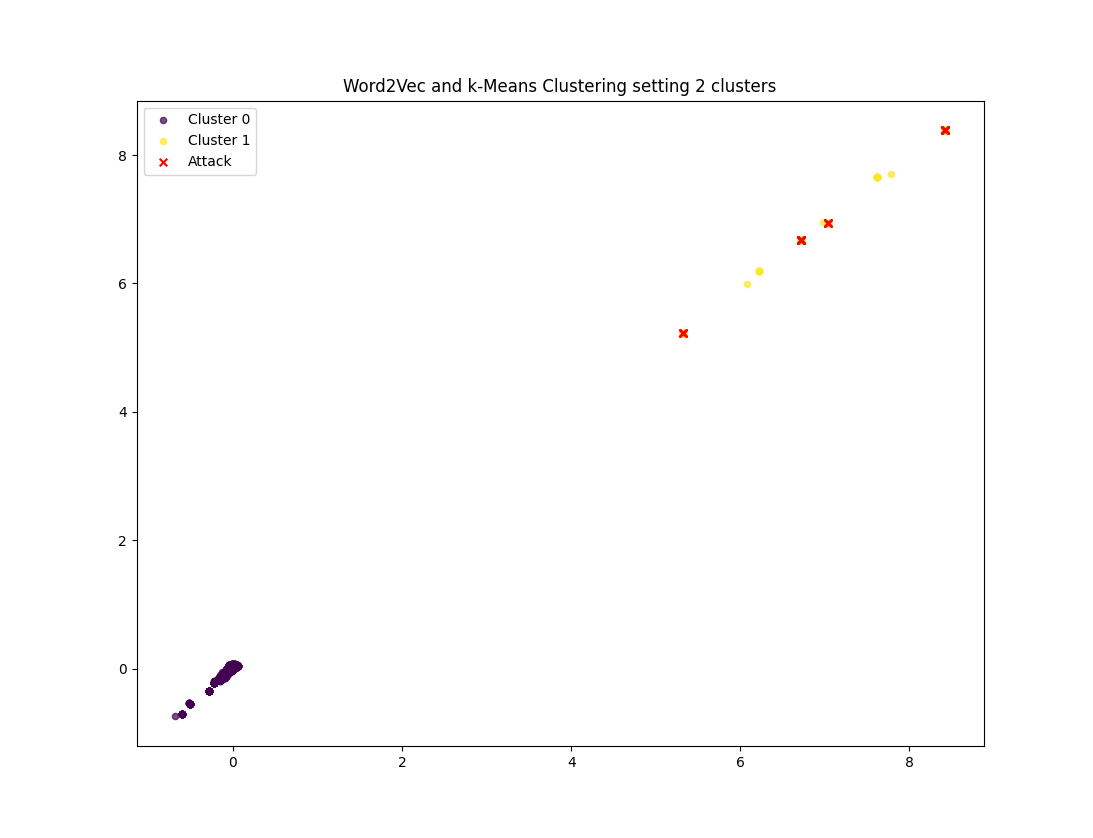 Word2Vec and k-Means Clustering setting 2 clusters
Cluster 0
Cluster 1
Attack
8
6
4
2
0
0 2 4 6 8